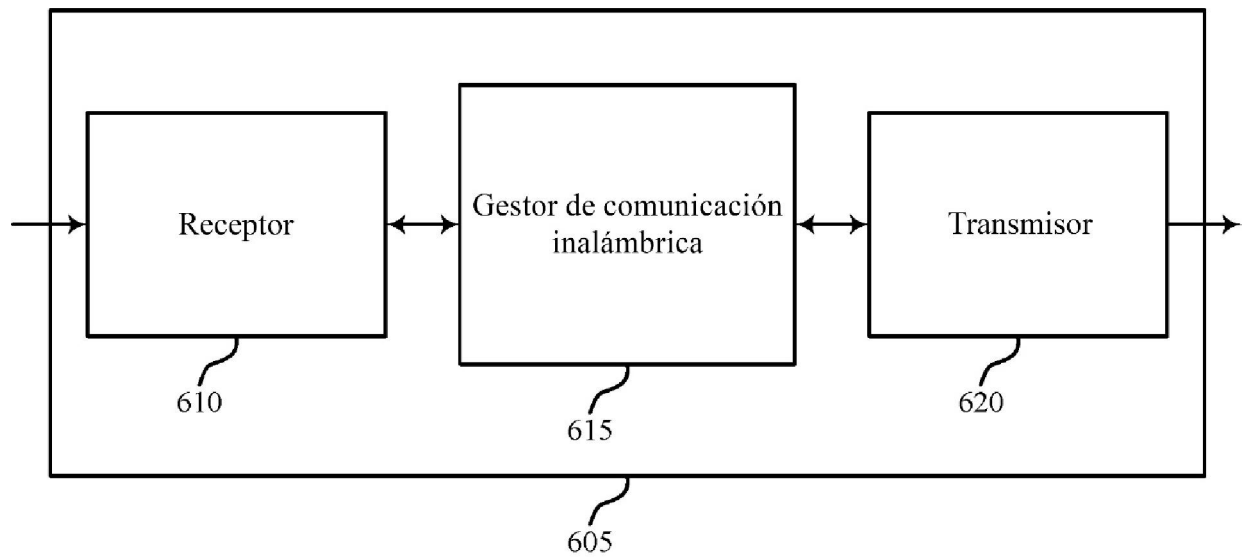 Receptor
Gestor de comunicación
inalámbrica
Transmisor
610
615
620
605